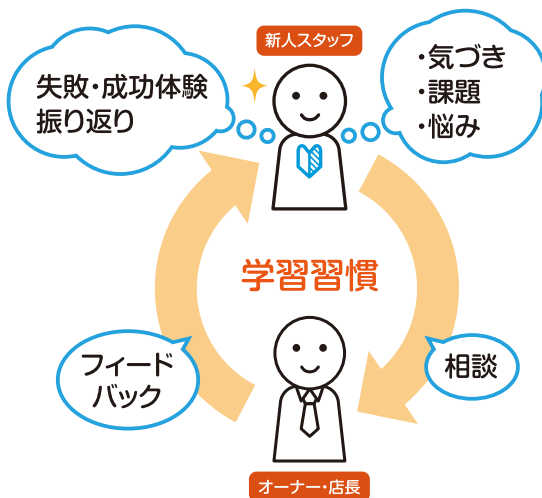 新人スタッフ
失敗・成功体験
振り返り
・気づき
・課題
・悩み
学習習慣
フィード
バック
相談
オーナー・店長